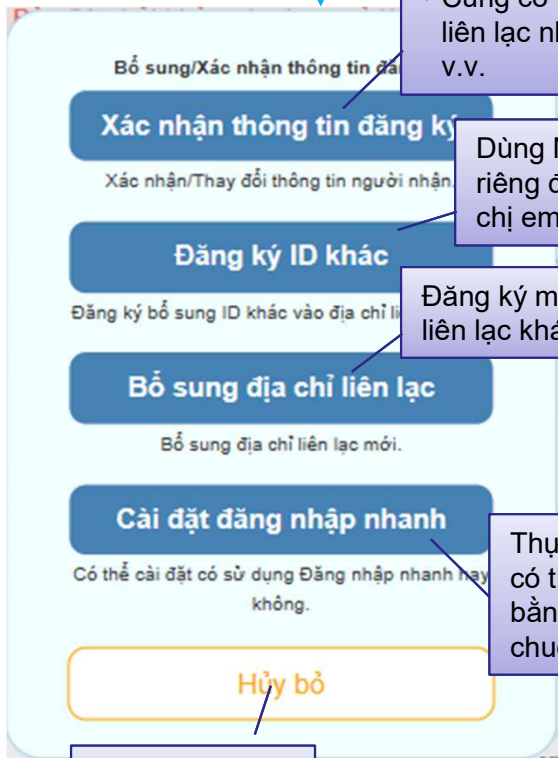 liên lạc
v.v.
Bổ sung/Xác nhận thông tin
Xác nhận thông tin đăng ký
Xác nhận/Thay đổi thông tin người nhận.
Dùng
riêng
chị em
Đăng ký ID khác
Đăng ký bổ sung ID khác vào địa chỉ
Đăng ký
liên lạc
Bổ sung địa chỉ liên lạc
Bổ sung địa chỉ liên lạc mới.
Cài đặt đăng nhập nhanh
Có thể cài đặt có sử dụng Đăng nhập nhanh hay
không.
có
Hủy bỏ